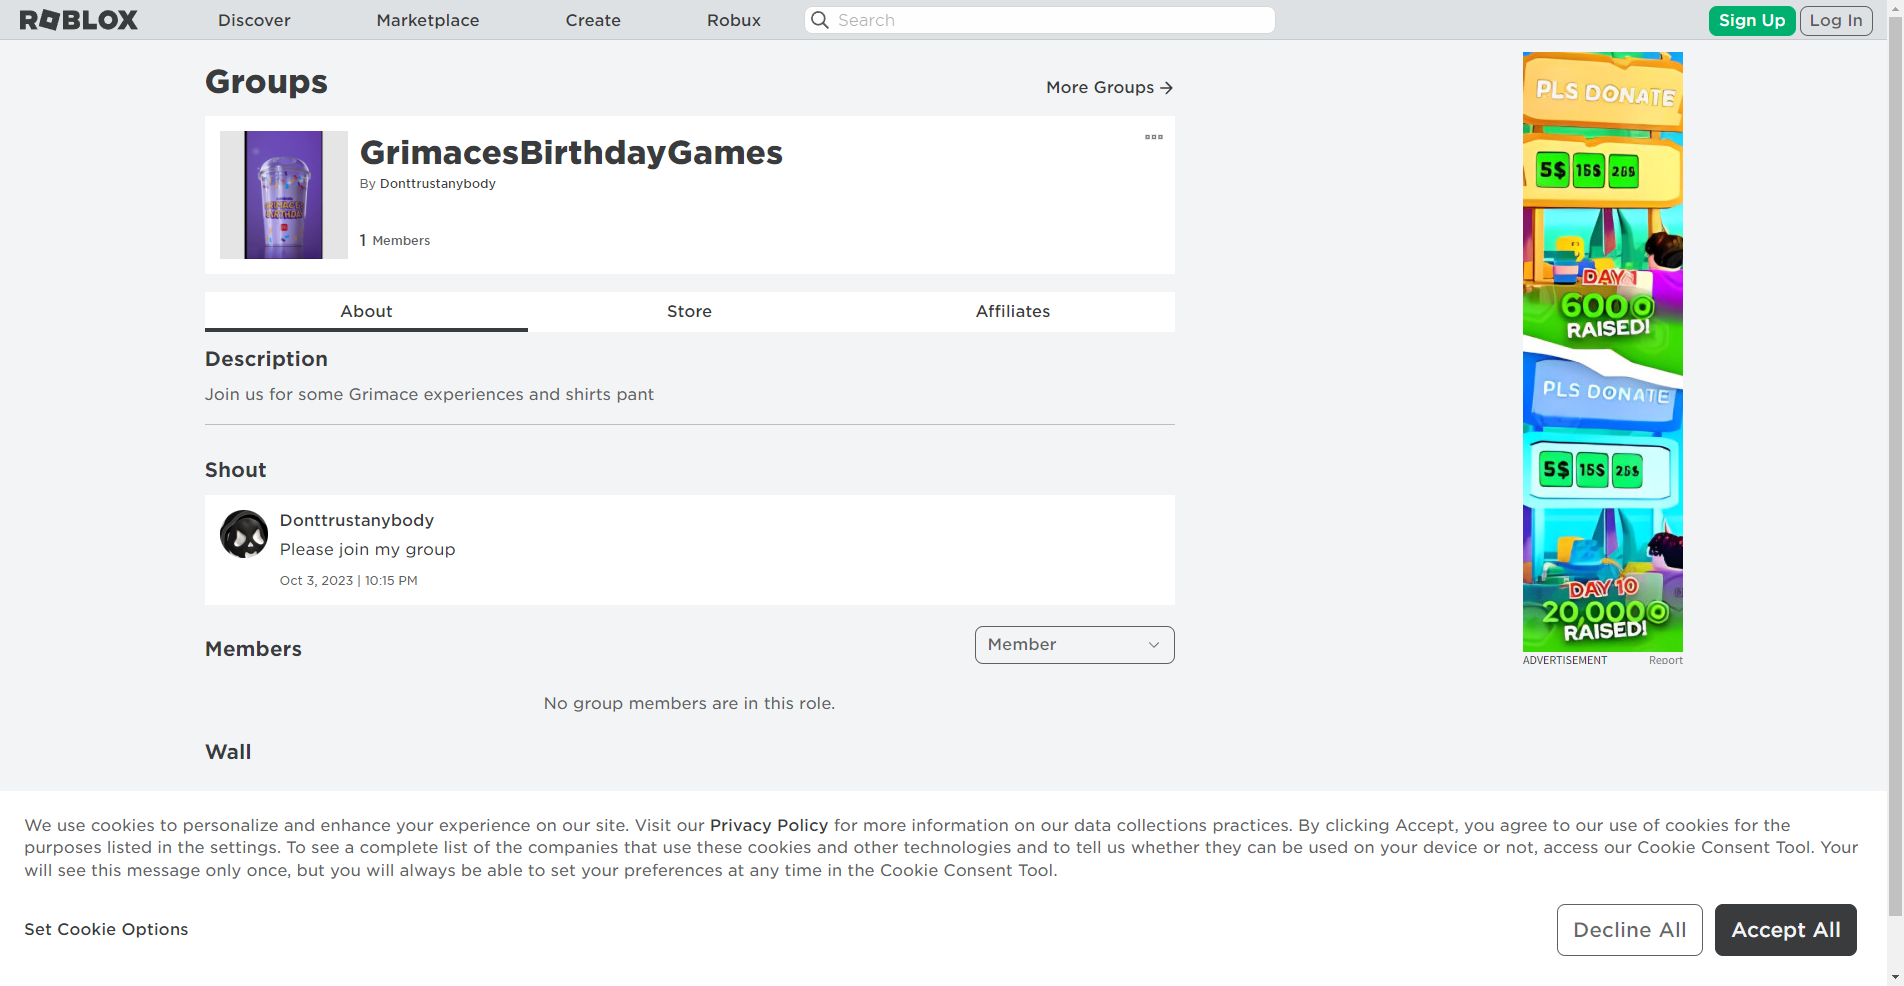 ROBLOX Discover Marketplace Create Robux Search Sign Up Log In
Groups
More Groups
GrimacesBirthdayGames
By Donttrustanybody
1 Members
GRIMACE'S
BIRTHDAY
About Store Affiliates
Description
Join us for some Grimace experiences and shirts pant
Shout
Donttrustanybody
Please join my group
Oct 3, 2023 | 10:15 PM
Members
Member
No group members are in this role.
Wall
PLS DONATE
5$ 15$
DAY 1
600
RAISED!
PLS DONATE
5$ 15$
DAY 10
20,000
RAISED!
ADVERTISEMENT Report
We use cookies to personalize and enhance your experience on our site. Visit our Privacy Policy for more information on our data collections practices. By clicking Accept, you agree to our use of cookies for the
purposes listed in the settings. To see a complete list of the companies that use these cookies and other technologies and to tell us whether they can be used on your device or not, access our Cookie Consent Tool. Your
will see this message only once, but you will always be able to set your preferences at any time in the Cookie Consent Tool.
Set Cookie Options
Decline All Accept All